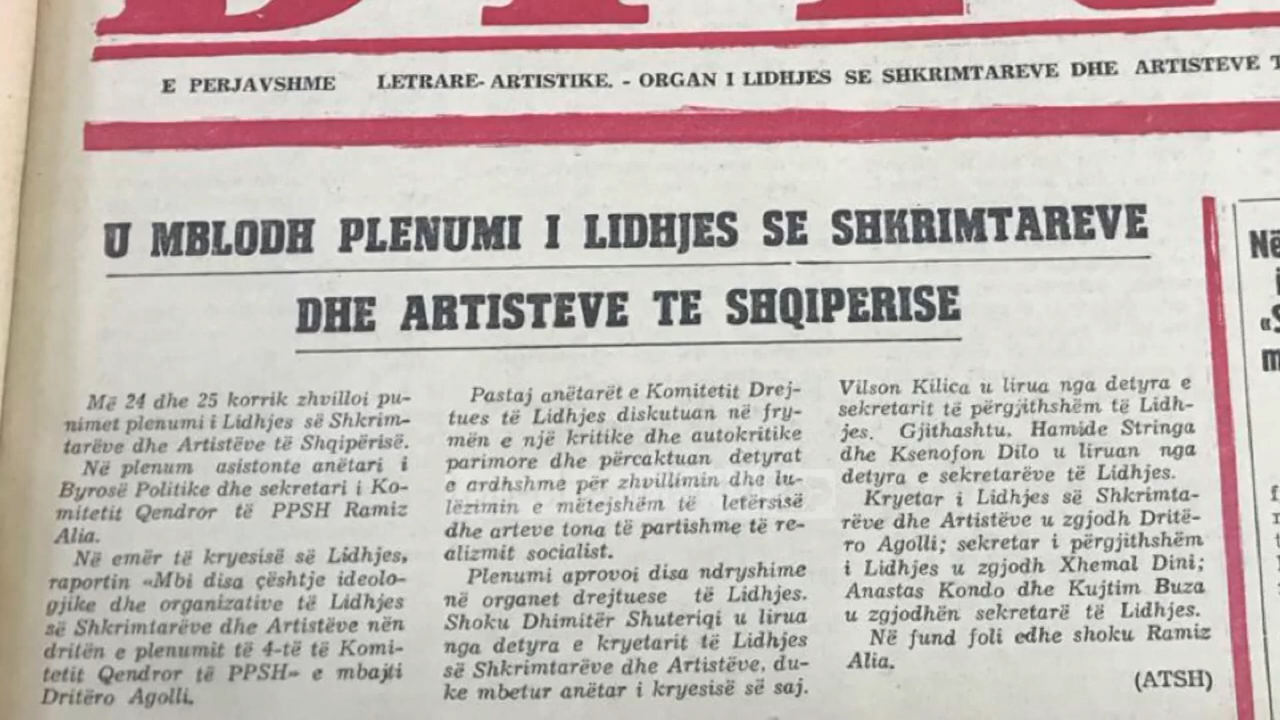 E PERJAVSHME LETRARE-ARTISTIKE. - ORGAN I LIDHJES SE SHKRIMTAREVE DHE ARTISTEVE
U MBLODH PLENUMI I LIDHJES SE SHKRIMTAREVE
DHE ARTISTEVE TE SHQIPERISE
Më 24 dhe 25 korrik zhvilloi pu-
nimet plenumi i Lidhjes së Shkrim-
tarëve dhe Artistëve të Shqipërisë.
Në plenum asistonte anëtari i
Byrosë Politike dhe sekretari i Ko-
mitetit Qendror të PPSH Ramiz
Alia.
Në emër të kryesisë së Lidhjes,
raportin «Mbi disa çështje ideolo-
gjike dhe organizative të Lidhjes
së Shkrimtarëve dhe Artistëve nën
dritën e plenumit të 4-të të Komi-
tetit Qendror të PPSH» e mbajti
Dritëro Agolli.
Pastaj anëtarët e Komitetit Drej-
tues të Lidhjes diskutuan në fry-
mën e një kritike dhe autokritike
parimore dhe përcaktuan detyrat
e ardhshme për zhvillimin dhe lu-
lëzimin e mëtejshëm të letërsisë
dhe arteve tona të partishme të re-
alizmit socialist.
Plenumi aprovoi disa ndryshime
në organet drejtuese të Lidhjes.
Shoku Dhimitër Shuteriqi u lirua
nga detyra e kryetarit të Lidhjes
së Shkrimtarëve dhe Artistëve, du-
ke mbetur anëtar i kryesisë së saj.
Vilson Kilica u lirua nga detyra e
sekretarit të përgjithshëm të Lidh-
jes. Gjithashtu, Hamide Stringa
dhe Ksenofon Dilo u liruan nga
detyra e sekretarëve të Lidhjes.
Kryetar i Lidhjes së Shkrimta-
rëve dhe Artistëve u zgjodh Dritë-
ro Agolli; sekretar i përgjithshëm
i Lidhjes u zgjodh Xhemal Dini;
Anastas Kondo dhe Kujtim Buza
u zgjodhën sekretarë të Lidhjes.
Në fund foli edhe shoku Ramiz
Alia.
(ATSH)